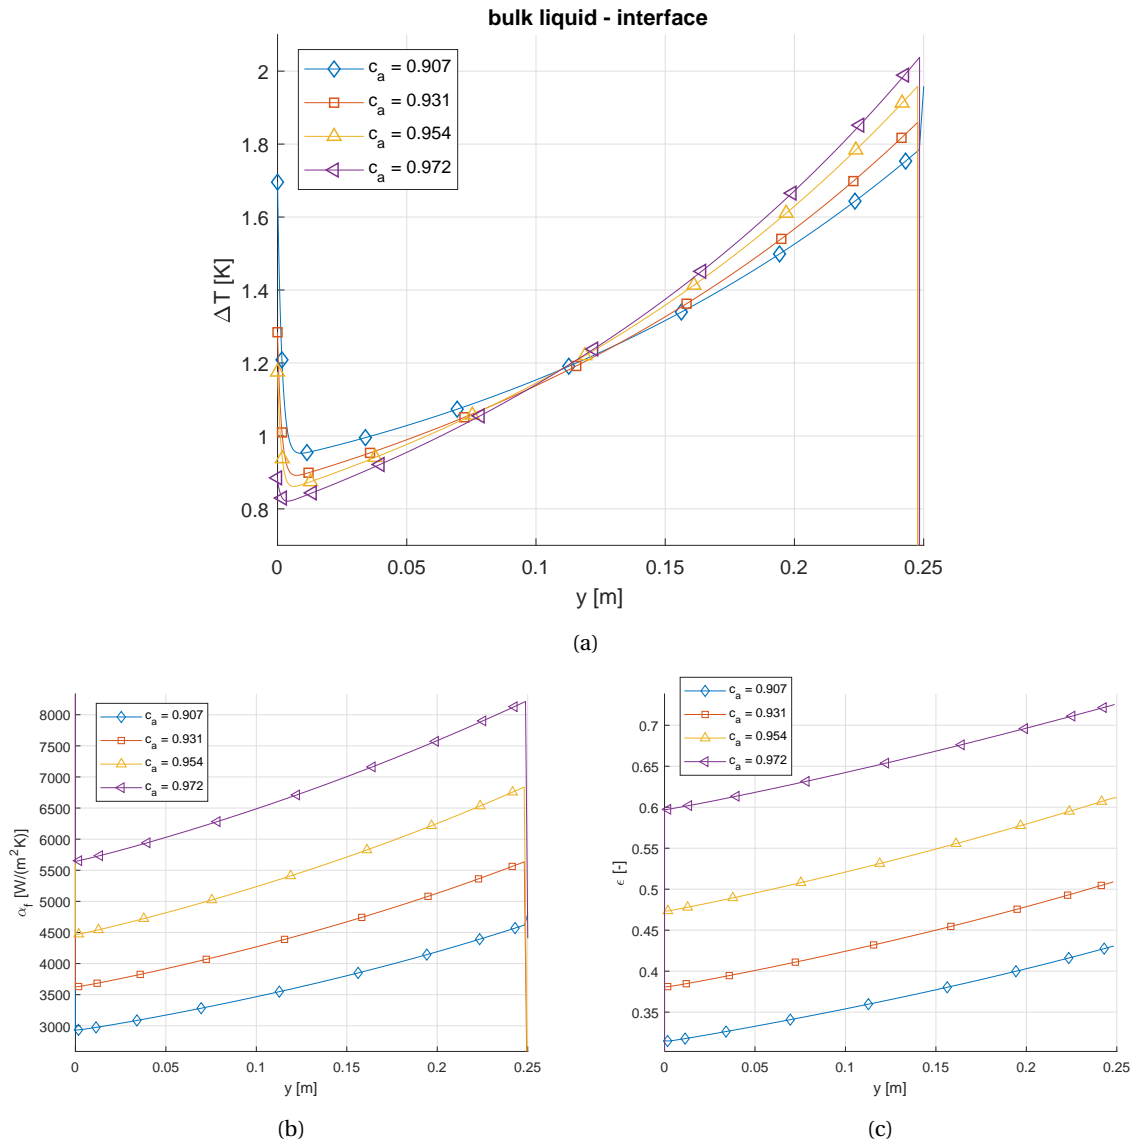 bulk liquid - interface
c_a = 0.907
c_a = 0.931
c_a = 0.954
c_a = 0.972
ΔT [K]
2
1.8
1.6
1.4
1.2
1
0.8
0 0.05 0.1 0.15 0.2 0.25
y [m]
(a)
c_a = 0.907
c_a = 0.931
c_a = 0.954
c_a = 0.972
α_f [W/(m²K)]
8000
7500
7000
6500
6000
5500
5000
4500
4000
3500
3000
0 0.05 0.1 0.15 0.2 0.25
y [m]
(b)
c_a = 0.907
c_a = 0.931
c_a = 0.954
c_a = 0.972
ϵ [-]
0.7
0.65
0.6
0.55
0.5
0.45
0.4
0.35
0 0.05 0.1 0.15 0.2 0.25
y [m]
(c)